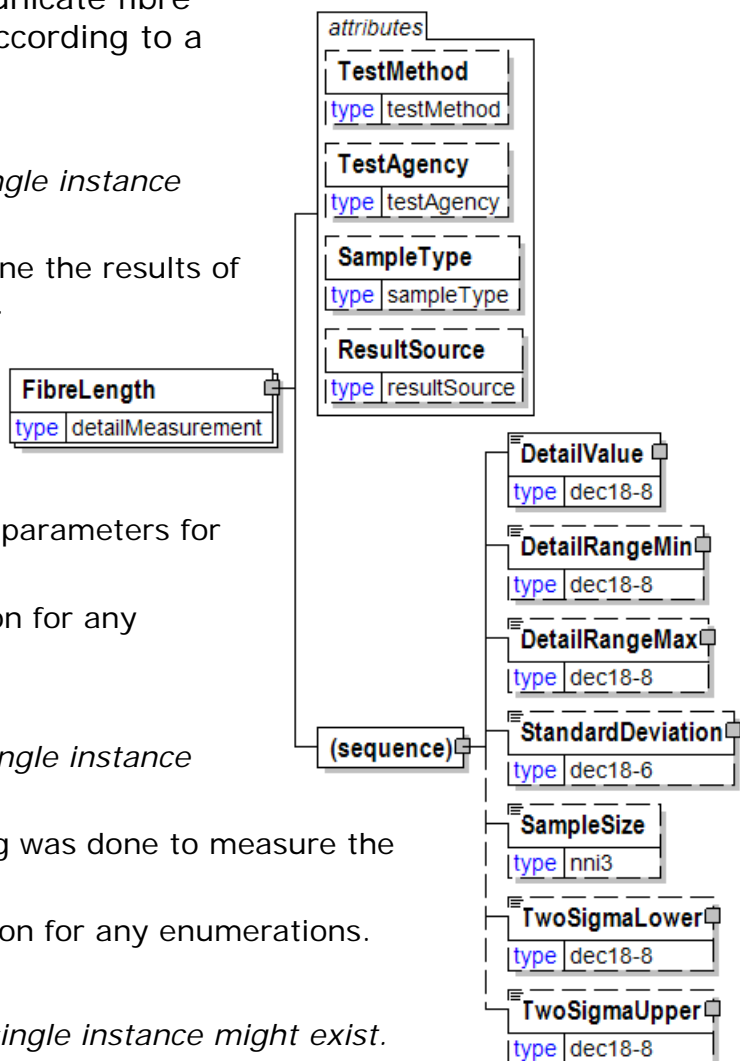 unicate fibre
ccording to a
ngle instance
ne the results of
parameters for
on for any
ngle instance
g was done to measure the
on for any enumerations.
single instance might exist.
FibreLength
type detailMeasurement
attributes
TestMethod
type testMethod
TestAgency
type testAgency
SampleType
type sampleType
ResultSource
type resultSource
(sequence)
DetailValue
type dec18-8
DetailRangeMin
type dec18-8
DetailRangeMax
type dec18-8
StandardDeviation
type dec18-6
SampleSize
type nni3
TwoSigmaLower
type dec18-8
TwoSigmaUpper
type dec18-8